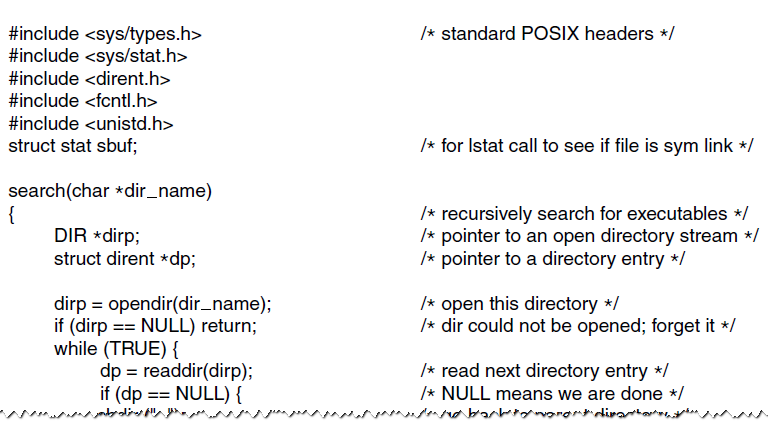 #include <sys/types.h> /* standard POSIX headers */
#include <sys/stat.h>
#include <dirent.h>
#include <fcntl.h>
#include <unistd.h>
struct stat sbuf; /* for lstat call to see if file is sym link */
search(char *dir_name)
{ /* recursively search for executables */
DIR *dirp; /* pointer to an open directory stream */
struct dirent *dp; /* pointer to a directory entry */
dirp = opendir(dir_name); /* open this directory */
if (dirp == NULL) return; /* dir could not be opened; forget it */
while (TRUE) {
dp = readdir(dirp); /* read next directory entry */
if (dp == NULL) { /* NULL means we are done */